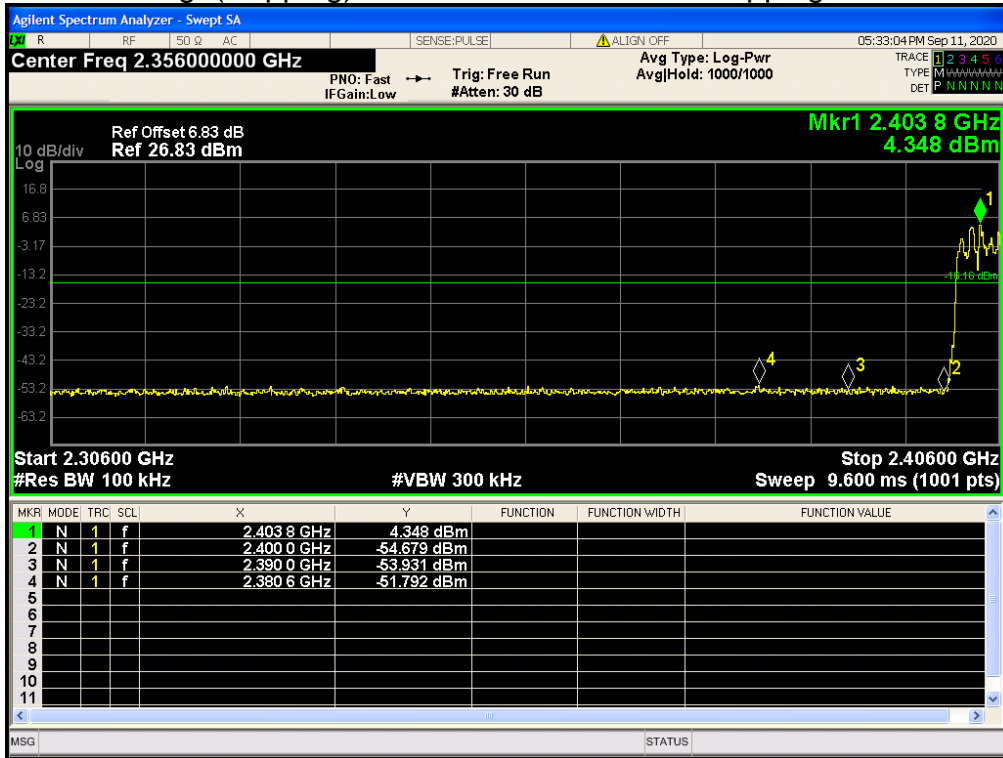 Agilent Spectrum Analyzer - Swept SA
LXI R RF 50 Ω AC SENSE:PULSE ALIGN OFF 05:33:04 PM Sep 11, 2020
Center Freq 2.356000000 GHz
PNO: Fast IFGain:Low
Trig: Free Run #Atten: 30 dB
Avg Type: Log-Pwr
Avg|Hold: 1000/1000
TRACE 1 2 3 4 5 6
TYPE M
DET P N N N N N
Mkr1 2.403 8 GHz
4.348 dBm
Ref Offset 6.83 dB
10 dB/div Ref 26.83 dBm
Log
16.8
6.83
-3.17
-13.2
-23.2
-33.2
-43.2
-53.2
-63.2
1
-16.16 dBm
4
3
2
Start 2.30600 GHz Stop 2.40600 GHz
#Res BW 100 kHz #VBW 300 kHz Sweep 9.600 ms (1001 pts)
MKR MODE TRC SCL X Y FUNCTION FUNCTION WIDTH FUNCTION VALUE
1 N 1 f 2.403 8 GHz 4.348 dBm
2 N 1 f 2.400 0 GHz -54.679 dBm
3 N 1 f 2.390 0 GHz -53.931 dBm
4 N 1 f 2.380 6 GHz -51.792 dBm
5
6
7
8
9
10
11
MSG STATUS